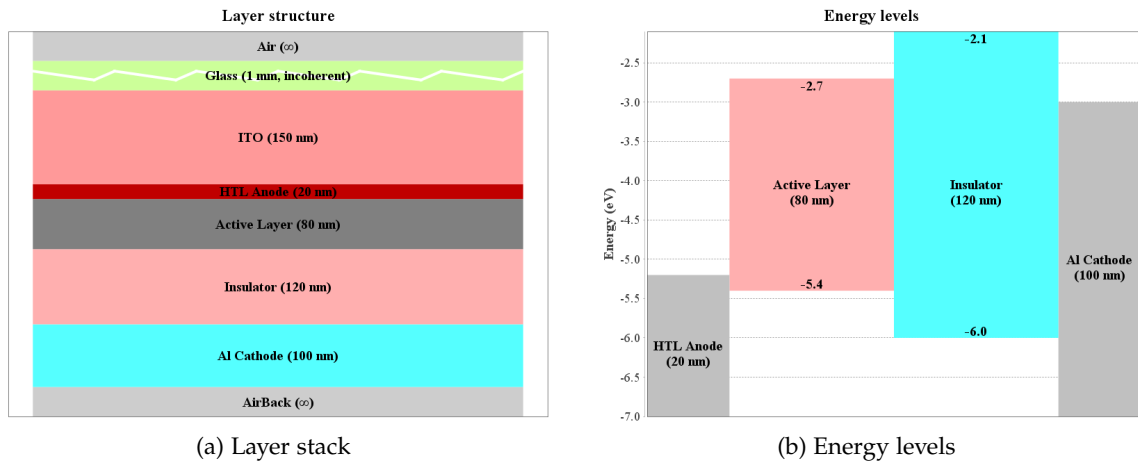 Layer structure
Air (∞)
Glass (1 mm, incoherent)
ITO (150 nm)
HTL Anode (20 nm)
Active Layer (80 nm)
Insulator (120 nm)
Al Cathode (100 nm)
AirBack (∞)
(a) Layer stack
Energy levels
Energy (eV)
-2.5
-3.0
-3.5
-4.0
-4.5
-5.0
-5.5
-6.0
-6.5
-7.0
HTL Anode
(20 nm)
-2.7
Active Layer
(80 nm)
-5.4
-2.1
Insulator
(120 nm)
-6.0
Al Cathode
(100 nm)
(b) Energy levels